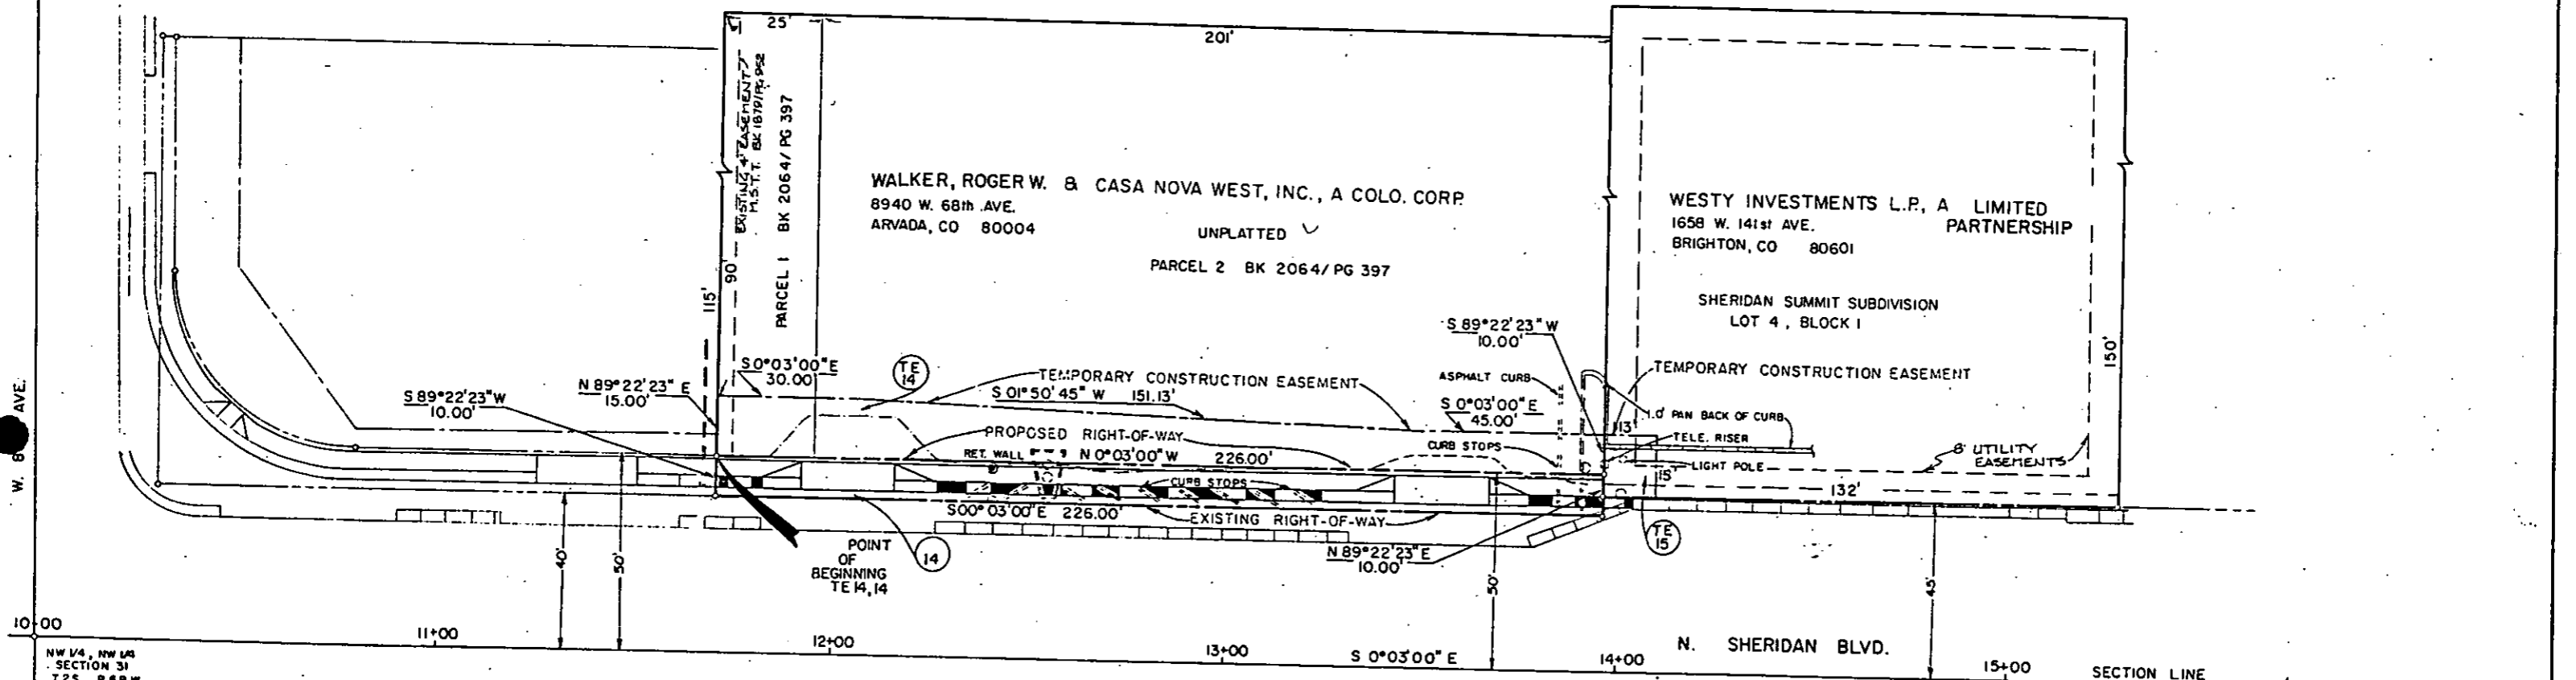 25'
201'
EXISTING 4' EASEMENT
M.S.T.T. BK 1879/PG 952
PARCEL 1 BK 2064/PG 397
90'
115'
WALKER, ROGER W. & CASA NOVA WEST, INC., A COLO. CORP.
8940 W. 68th AVE.
ARVADA, CO 80004
UNPLATTED
PARCEL 2 BK 2064/PG 397
WESTY INVESTMENTS L.P., A LIMITED
PARTNERSHIP
1658 W. 141st AVE.
BRIGHTON, CO 80601
SHERIDAN SUMMIT SUBDIVISION
LOT 4, BLOCK 1
150'
S 89°22'23" W
10.00'
N 89°22'23" E
15.00'
S 0°03'00" E
30.00
TE
14
TEMPORARY CONSTRUCTION EASEMENT
S 01°50'45" W 151.13'
ASPHALT CURB
S 0°03'00" E
45.00'
S 89°22'23" W
10.00'
TEMPORARY CONSTRUCTION EASEMENT
1.0' PAN BACK OF CURB
13'
TELE. RISER
LIGHT POLE
15'
8' UTILITY
EASEMENTS
132'
PROPOSED RIGHT-OF-WAY
RET. WALL
N 0°03'00" W 226.00'
CURB STOPS
CURB STOPS
S 00°03'00" E 226.00'
EXISTING RIGHT-OF-WAY
N 89°22'23" E
10.00'
TE
15
POINT
OF
BEGINNING
TE 14, 14
14
40'
50'
50'
45'
W. 8 AVE.
10+00
11+00
12+00
13+00
S 0°03'00" E
14+00
N. SHERIDAN BLVD.
15+00
SECTION LINE
NW 1/4, NW 1/4
SECTION 31